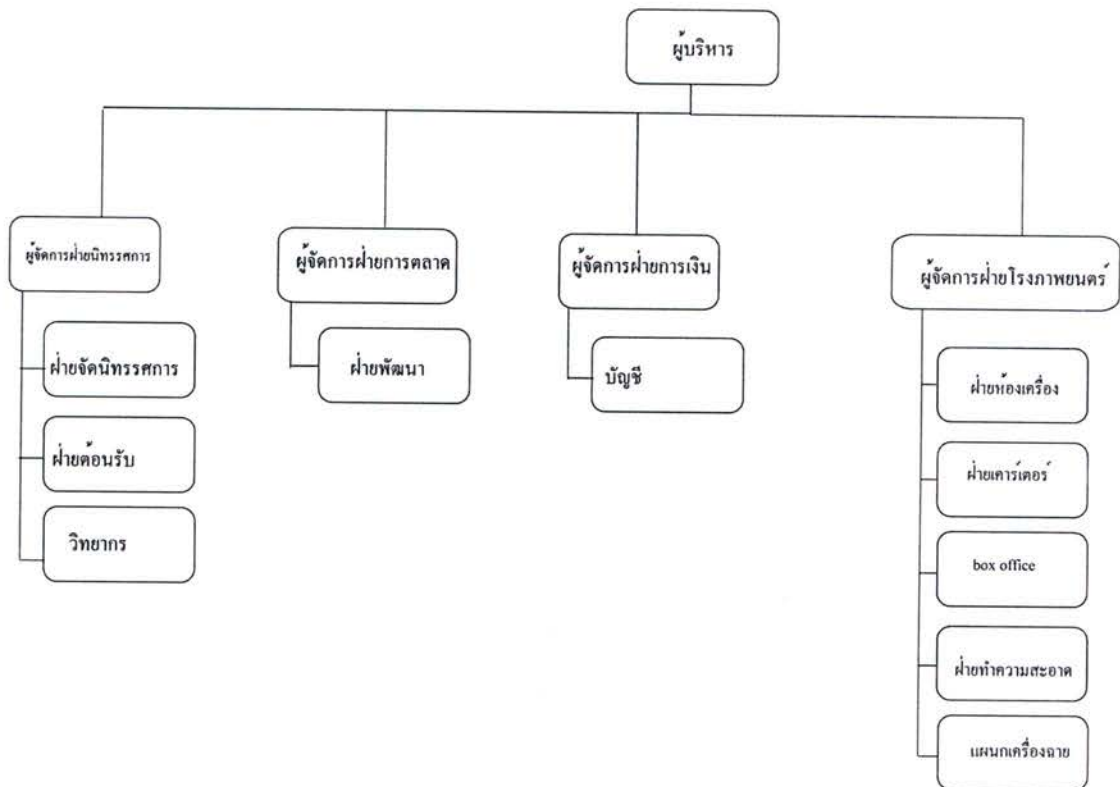 ผู้บริหาร
ผู้จัดการฝ่ายนิทรรศการ
ผู้จัดการฝ่ายการตลาด
ผู้จัดการฝ่ายการเงิน
ผู้จัดการฝ่ายโรงภาพยนตร์
ฝ่ายจัดนิทรรศการ
ฝ่ายต้อนรับ
วิทยากร
ฝ่ายพัฒนา
บัญชี
ฝ่ายห้องเครื่อง
ฝ่ายเคาร์เตอร์
box office
ฝ่ายทำความสะอาด
แผนกเครื่องฉาย